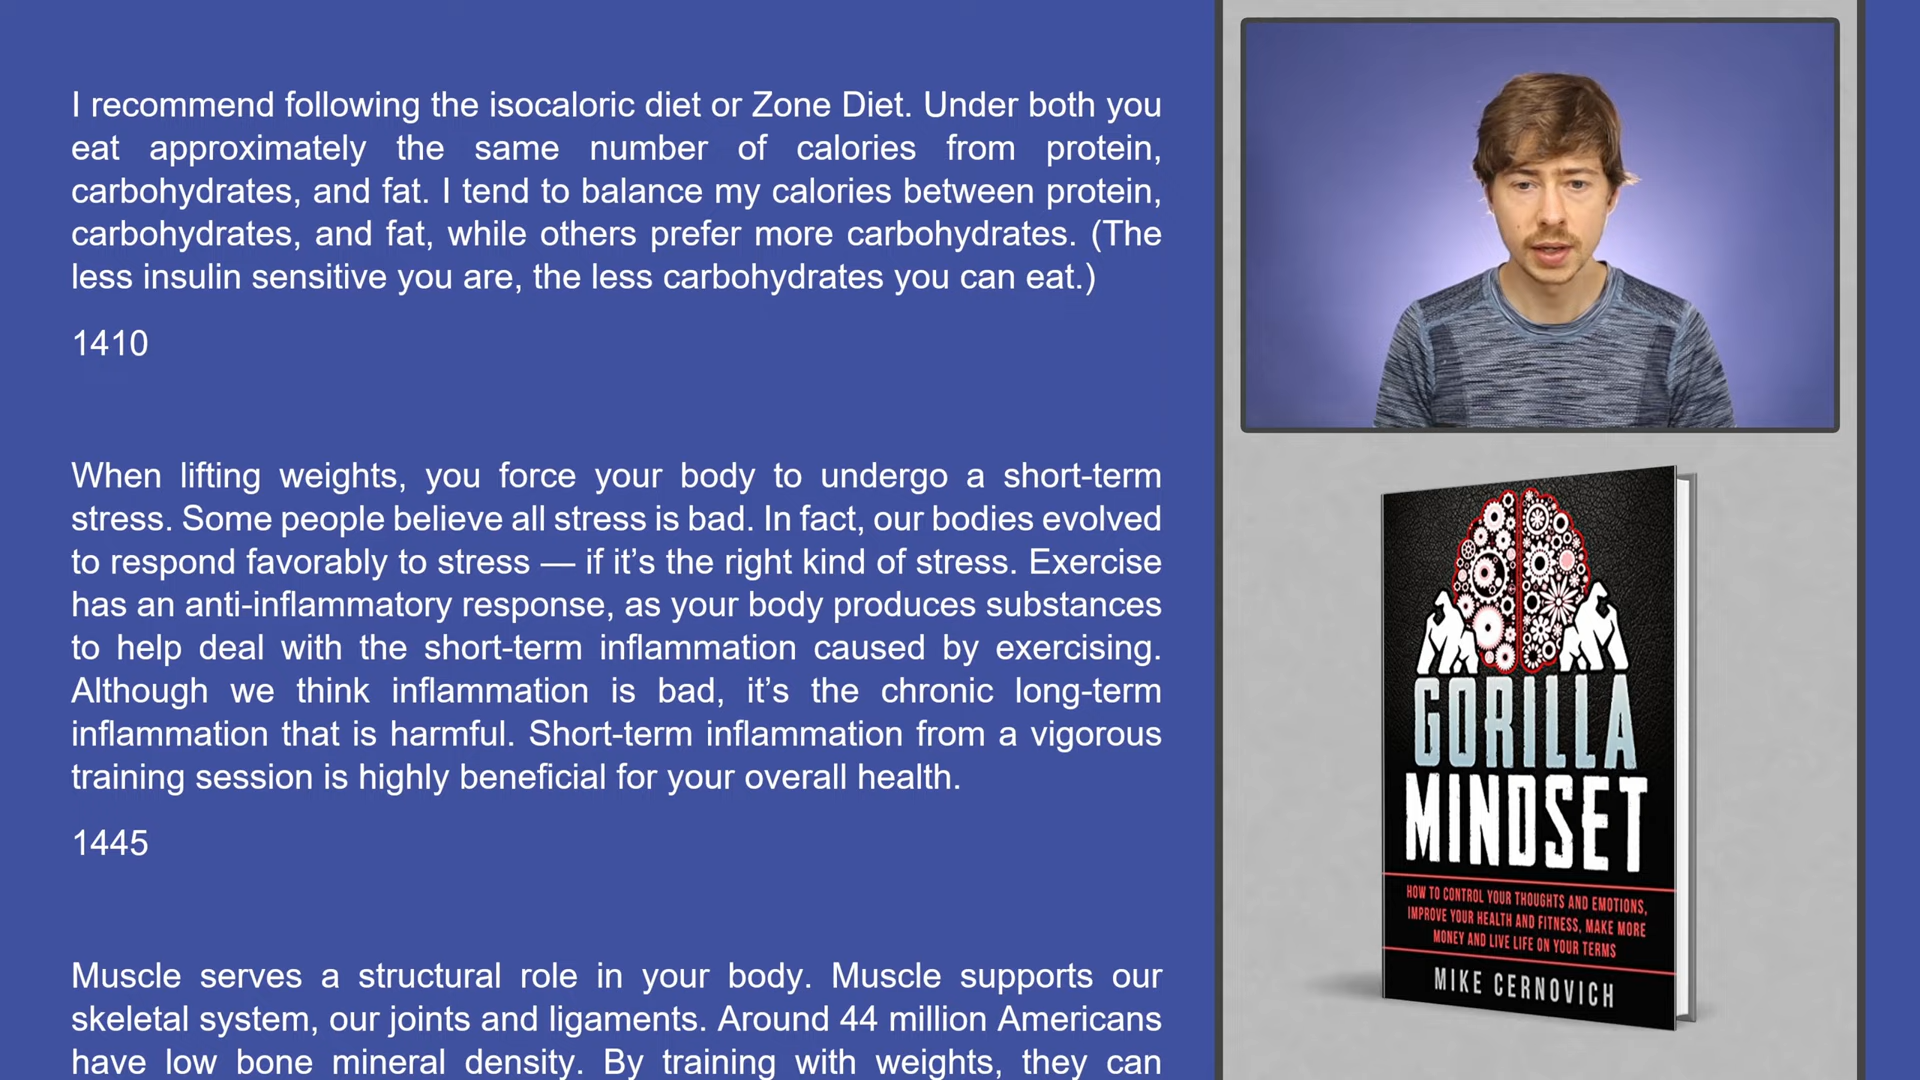 I recommend following the isocaloric diet or Zone Diet. Under both you
eat approximately the same number of calories from protein,
carbohydrates, and fat. I tend to balance my calories between protein,
carbohydrates, and fat, while others prefer more carbohydrates. (The
less insulin sensitive you are, the less carbohydrates you can eat.)
1410
When lifting weights, you force your body to undergo a short-term
stress. Some people believe all stress is bad. In fact, our bodies evolved
to respond favorably to stress — if it’s the right kind of stress. Exercise
has an anti-inflammatory response, as your body produces substances
to help deal with the short-term inflammation caused by exercising.
Although we think inflammation is bad, it’s the chronic long-term
inflammation that is harmful. Short-term inflammation from a vigorous
training session is highly beneficial for your overall health.
1445
Muscle serves a structural role in your body. Muscle supports our
skeletal system, our joints and ligaments. Around 44 million Americans
have low bone mineral density. By training with weights, they can
GORILLA
MINDSET
HOW TO CONTROL YOUR THOUGHTS AND EMOTIONS,
IMPROVE YOUR HEALTH AND FITNESS, MAKE MORE
MONEY AND LIVE LIFE ON YOUR TERMS
MIKE CERNOVICH